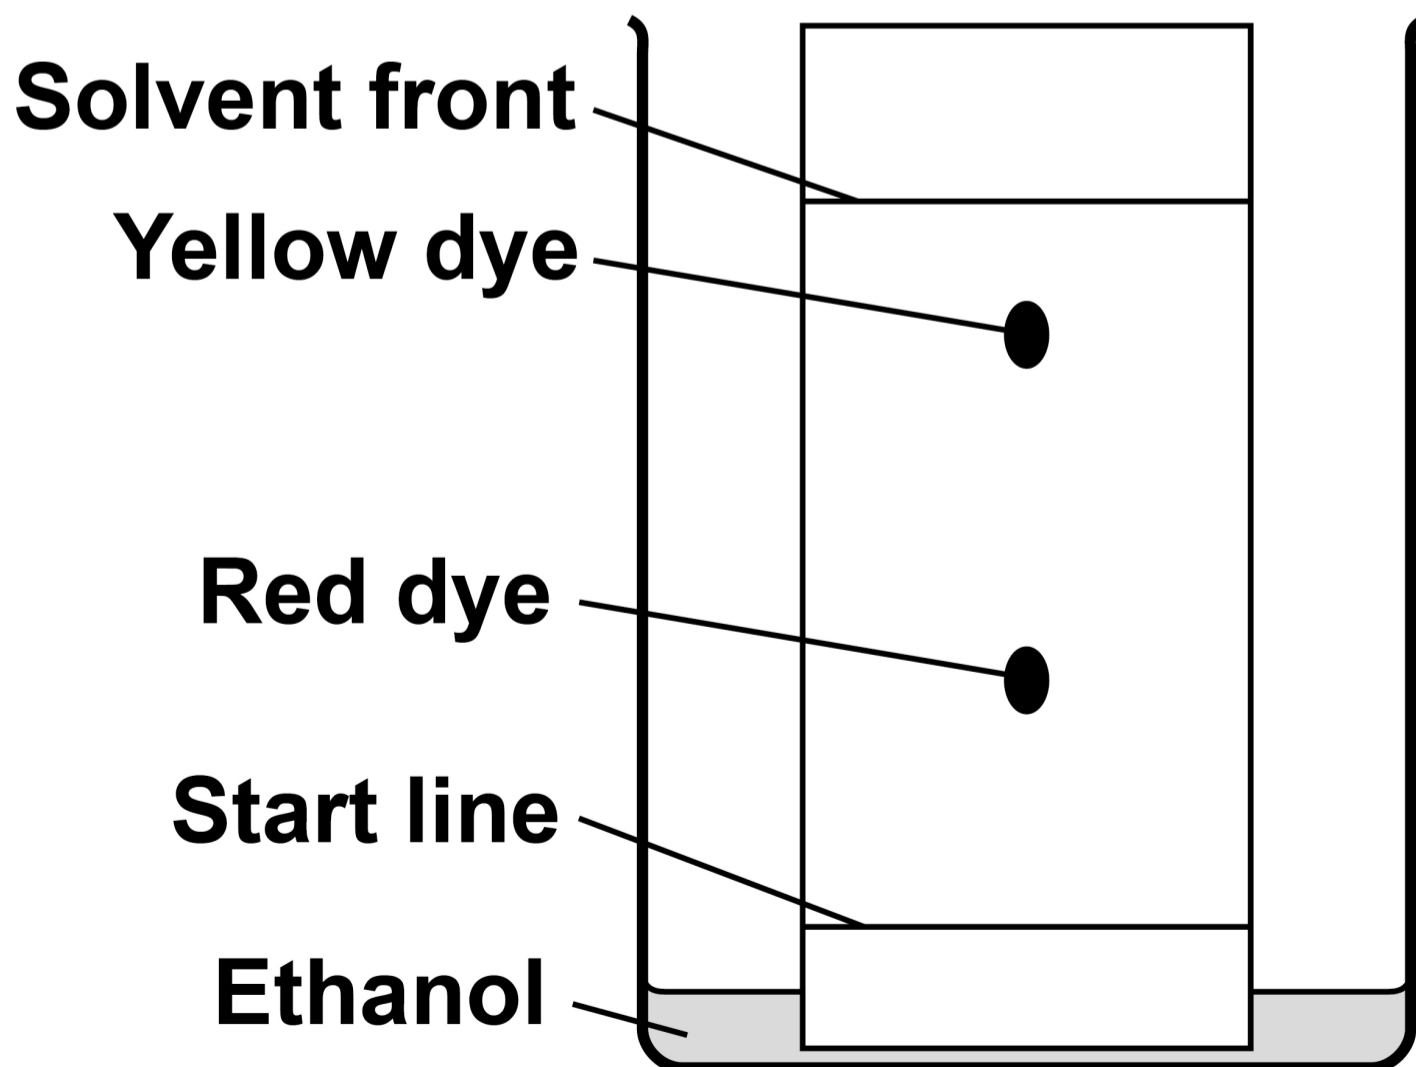 Solvent front
Yellow dye
Red dye
Start line
Ethanol